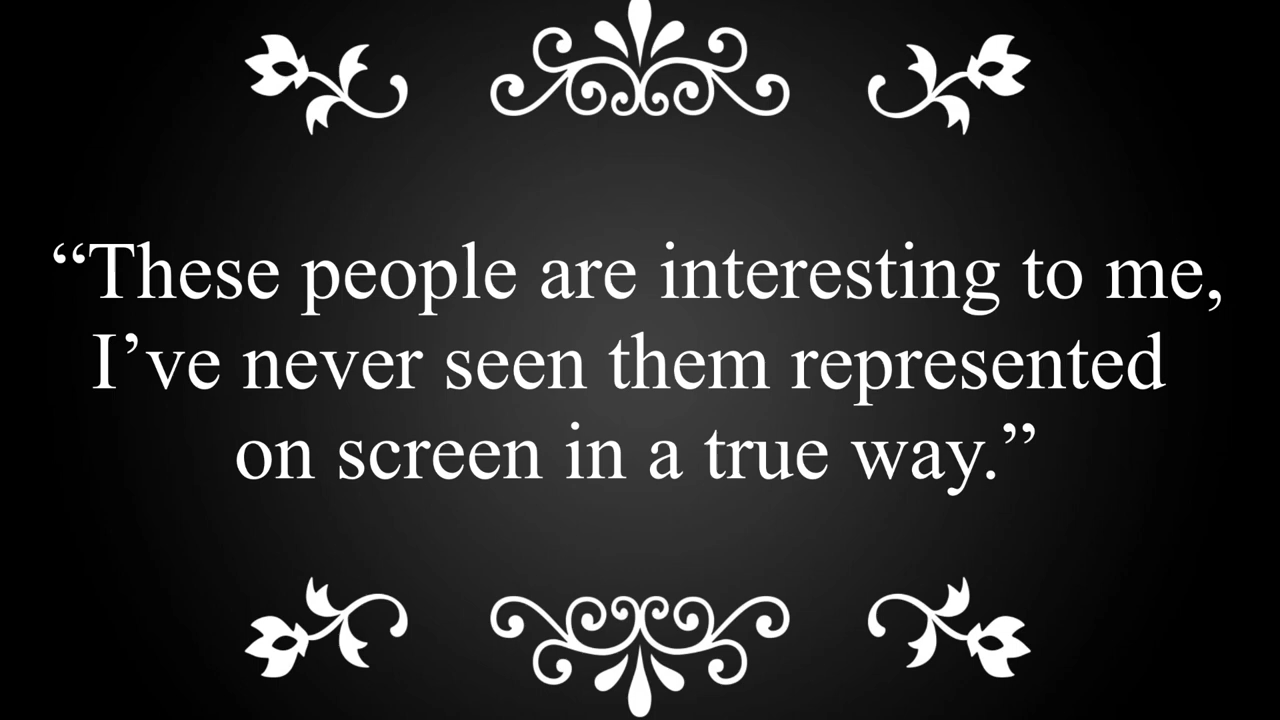 “These people are interesting to me,
I’ve never seen them represented
on screen in a true way.”